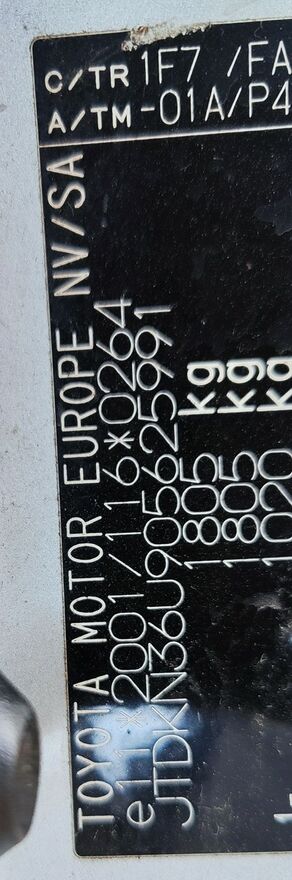 C/TR 1F7 /FA
A/TM -01A/P4
TOYOTA MOTOR EUROPE NV/SA
e11*2001/116*0264
JTDKN36U905625991
1805 kg
1805 kg
1020 kg